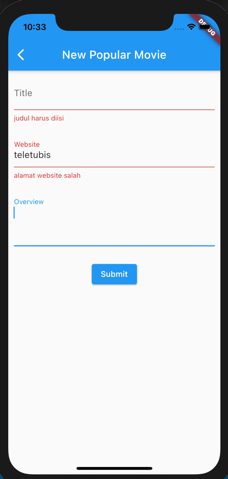 10:33
DEBUG
New Popular Movie
Title
judul harus diisi
Website
teletubis
alamat website salah
Overview
Submit